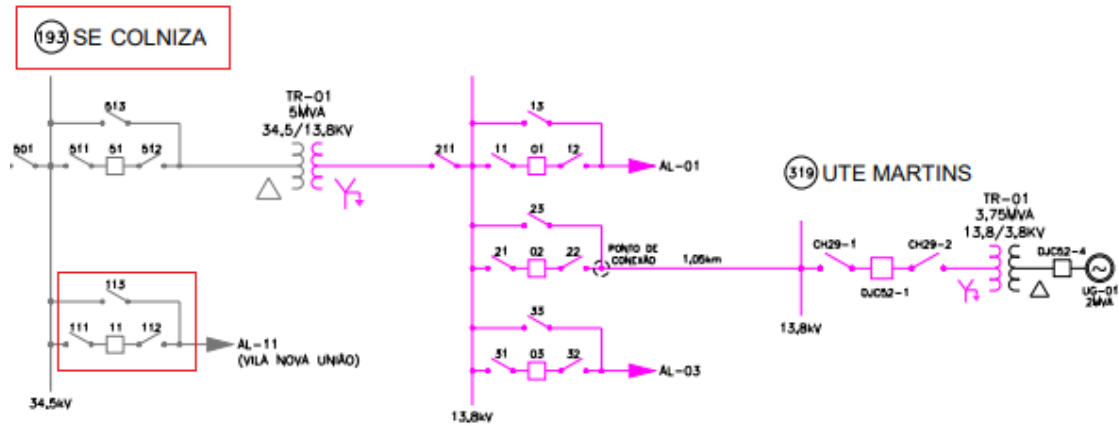 193 SE COLNIZA
513
501
511
51
512
TR-01
5MVA
34.5/13,8KV
211
13
11
01
12
AL-01
23
21
02
22
PONTO DE
CONEXÃO
1,05km
33
31
03
32
AL-03
113
111
11
112
AL-11
(VILA NOVA UNIÃO)
34,5kV
13,8kV
319 UTE MARTINS
TR-01
3,75MVA
13,8/3,8KV
CH29-1
DJC52-1
CH29-2
DJC52-4
UG-01
2MVA
13,8kV